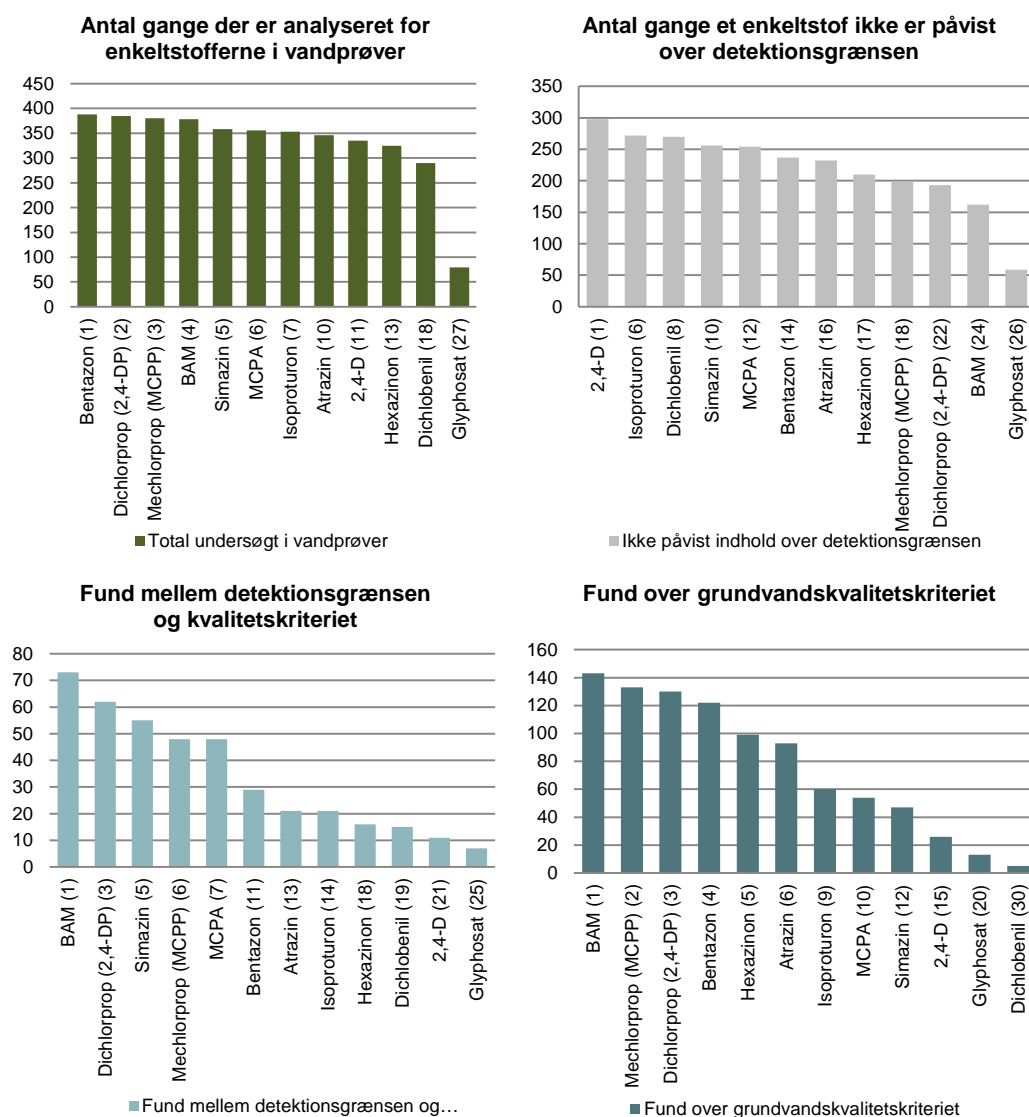 Antal gange der er analyseret for
enkeltstofferne i vandprøver
450
400
350
300
250
200
150
100
50
0
Bentazon (1)
Dichlorprop (2,4-DP) (2)
Mechlorprop (MCPP) (3)
BAM (4)
Simazin (5)
MCPA (6)
Isoproturon (7)
Atrazin (10)
2,4-D (11)
Hexazinon (13)
Dichlobenil (18)
Glyphosat (27)
Total undersøgt i vandprøver
Antal gange et enkeltstof ikke er påvist
over detektionsgrænsen
350
300
250
200
150
100
50
0
2,4-D (1)
Isoproturon (6)
Dichlobenil (8)
Simazin (10)
MCPA (12)
Bentazon (14)
Atrazin (16)
Hexazinon (17)
Mechlorprop (MCPP) (18)
Dichlorprop (2,4-DP) (22)
BAM (24)
Glyphosat (26)
Ikke påvist indhold over detektionsgrænsen
Fund mellem detektionsgrænsen
og kvalitetskriteriet
80
70
60
50
40
30
20
10
0
BAM (1)
Dichlorprop (2,4-DP) (3)
Simazin (5)
Mechlorprop (MCPP) (6)
MCPA (7)
Bentazon (11)
Atrazin (13)
Isoproturon (14)
Hexazinon (18)
Dichlobenil (19)
2,4-D (21)
Glyphosat (25)
Fund mellem detektionsgrænsen og…
Fund over grundvandskvalitetskriteriet
160
140
120
100
80
60
40
20
0
BAM (1)
Mechlorprop (MCPP) (2)
Dichlorprop (2,4-DP) (3)
Bentazon (4)
Hexazinon (5)
Atrazin (6)
Isoproturon (9)
MCPA (10)
Simazin (12)
2,4-D (15)
Glyphosat (20)
Dichlobenil (30)
Fund over grundvandskvalitetskriteriet